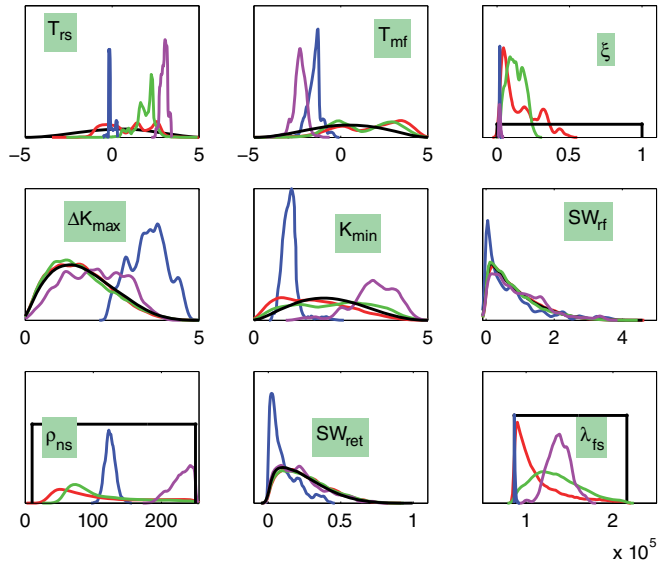 T_rs
T_mf
ξ
−5 0 5
−5 0 5
0 0.5 1
ΔK_max
K_min
SW_rf
0 5
0 5
0 2 4
ρ_ns
SW_ret
λ_fs
0 100 200
0 0.5 1
1 2
x 10^5